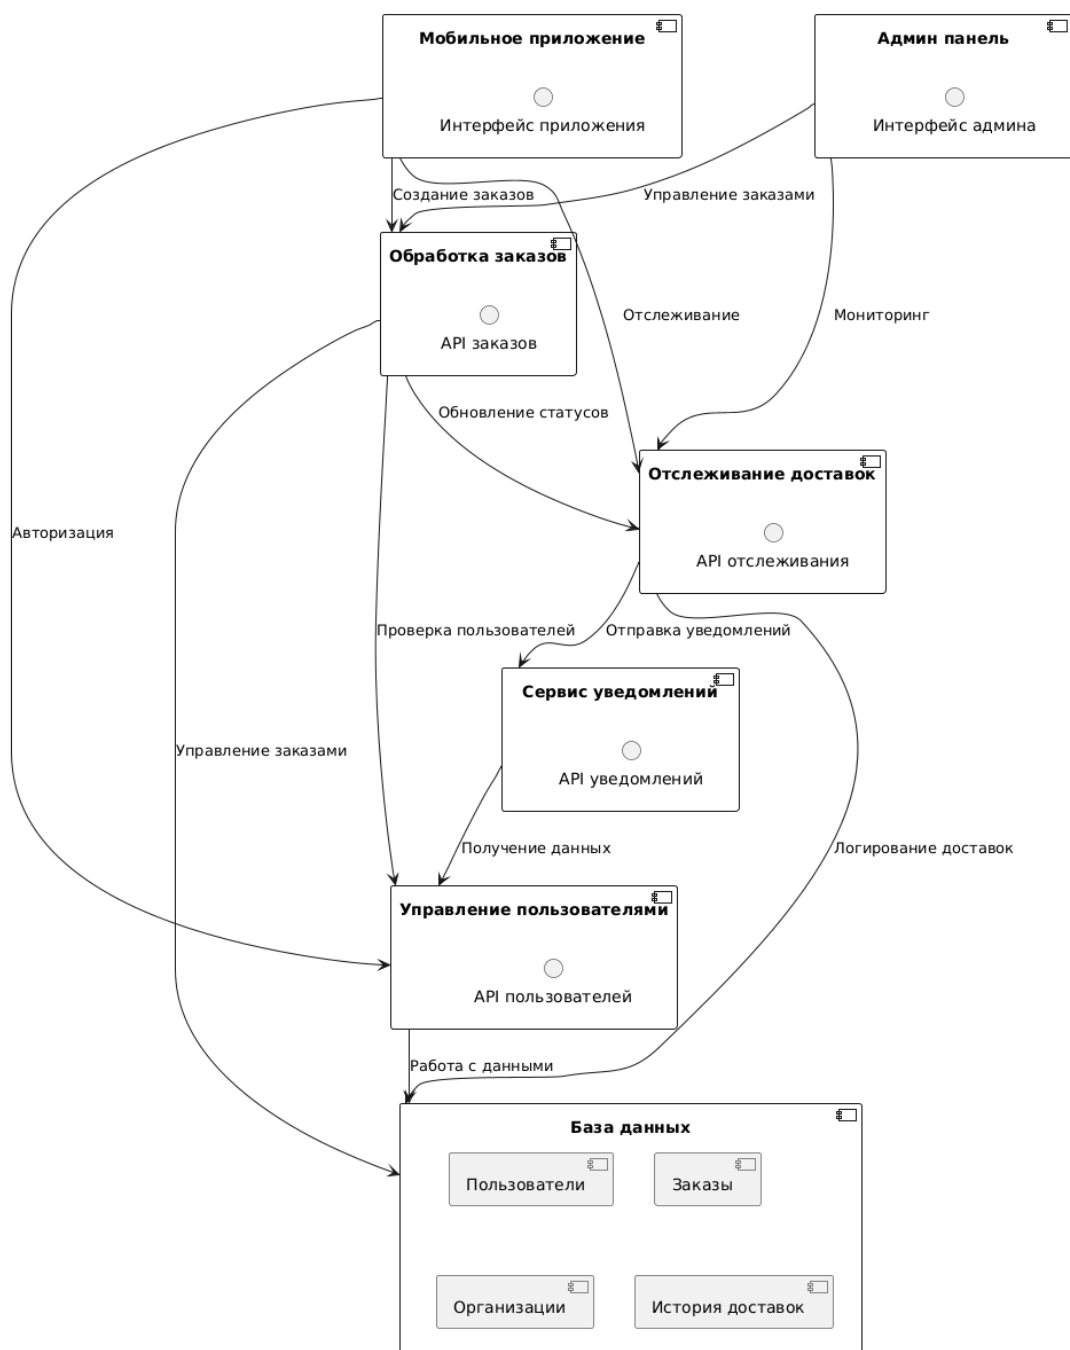 Мобильное приложение
Админ панель
Интерфейс приложения
Интерфейс админа
Создание заказов
Управление заказами
Обработка заказов
API заказов
Отслеживание
Мониторинг
Обновление статусов
Отслеживание доставок
Авторизация
API отслеживания
Проверка пользователей
Отправка уведомлений
Сервис уведомлений
Управление заказами
API уведомлений
Получение данных
Логирование доставок
Управление пользователями
API пользователей
Работа с данными
База данных
Пользователи
Заказы
Организации
История доставок